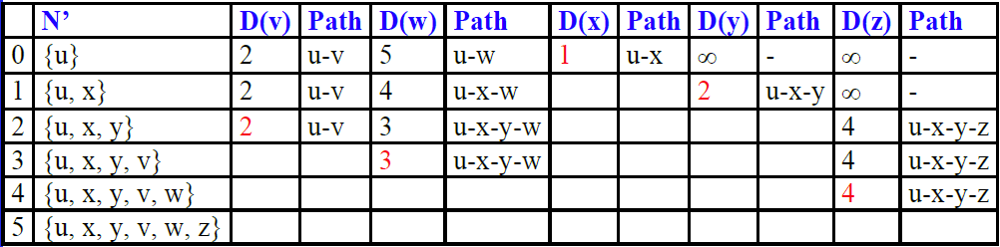 N’ D(v) Path D(w) Path D(x) Path D(y) Path D(z) Path
0 {u} 2 u-v 5 u-w 1 u-x ∞ - ∞ -
1 {u, x} 2 u-v 4 u-x-w 2 u-x-y ∞ -
2 {u, x, y} 2 u-v 3 u-x-y-w 4 u-x-y-z
3 {u, x, y, v} 3 u-x-y-w 4 u-x-y-z
4 {u, x, y, v, w} 4 u-x-y-z
5 {u, x, y, v, w, z}